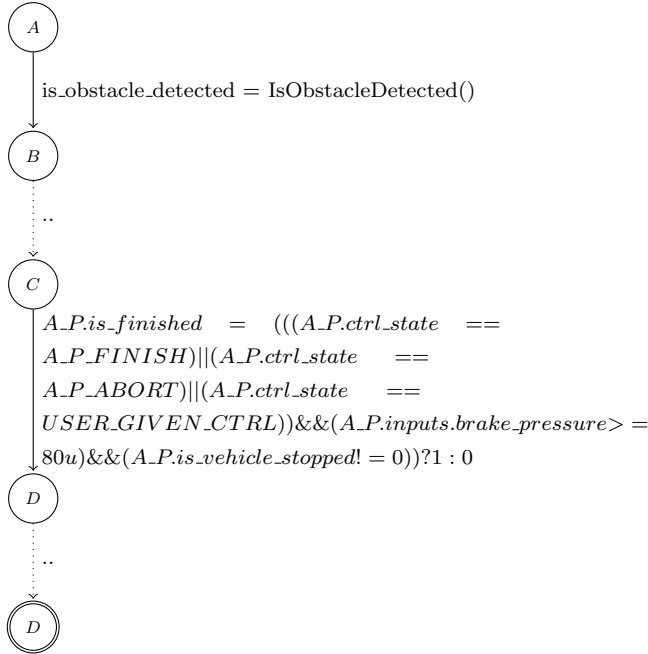 A
is_obstacle_detected = IsObstacleDetected()
B
..
C
A_P.is_finished = (((A_P.ctrl_state ==
A_P_FINISH)||(A_P.ctrl_state ==
A_P_ABORT)||(A_P.ctrl_state ==
USER_GIVEN_CTRL))&&(A_P.inputs.brake_pressure> =
80u)&&(A_P.is_vehicle_stopped! = 0))?1 : 0
D
..
D